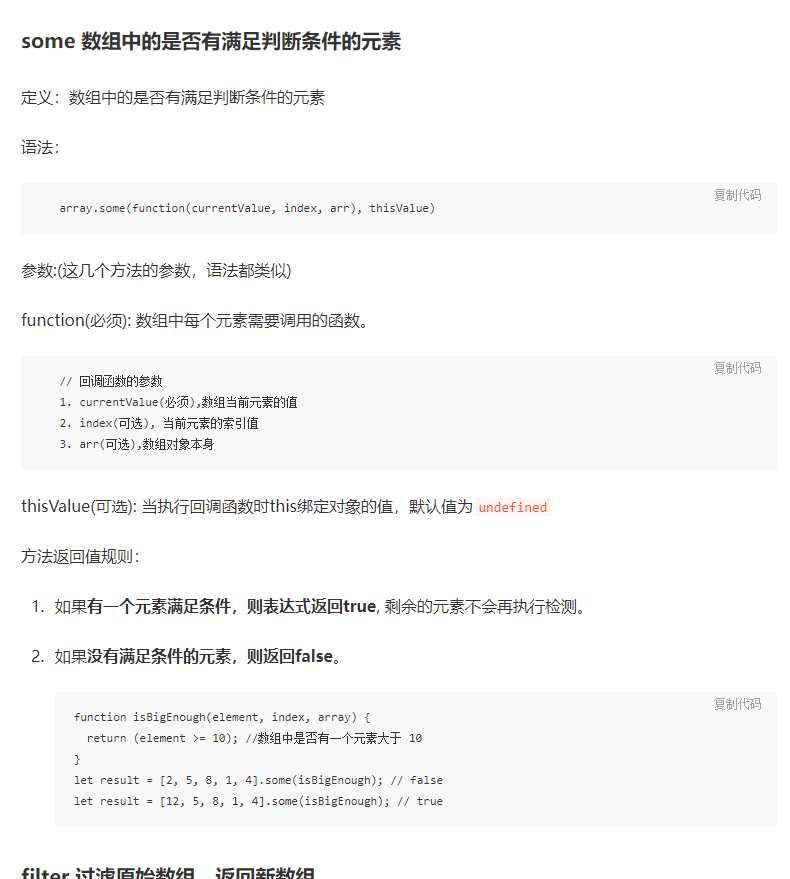 some 数组中的是否有满足判断条件的元素
定义：数组中的是否有满足判断条件的元素
语法：
复制代码
array.some(function(currentValue, index, arr), thisValue)
参数:(这几个方法的参数，语法都类似)
function(必须): 数组中每个元素需要调用的函数。
复制代码
// 回调函数的参数
1. currentValue(必须),数组当前元素的值
2. index(可选), 当前元素的索引值
3. arr(可选),数组对象本身
thisValue(可选): 当执行回调函数时this绑定对象的值，默认值为 undefined
方法返回值规则：
1. 如果有一个元素满足条件，则表达式返回true, 剩余的元素不会再执行检测。
2. 如果没有满足条件的元素，则返回false。
复制代码
function isBigEnough(element, index, array) {
return (element >= 10); //数组中是否有一个元素大于 10
}
let result = [2, 5, 8, 1, 4].some(isBigEnough); // false
let result = [12, 5, 8, 1, 4].some(isBigEnough); // true
filter 过滤原始数组，返回新数组